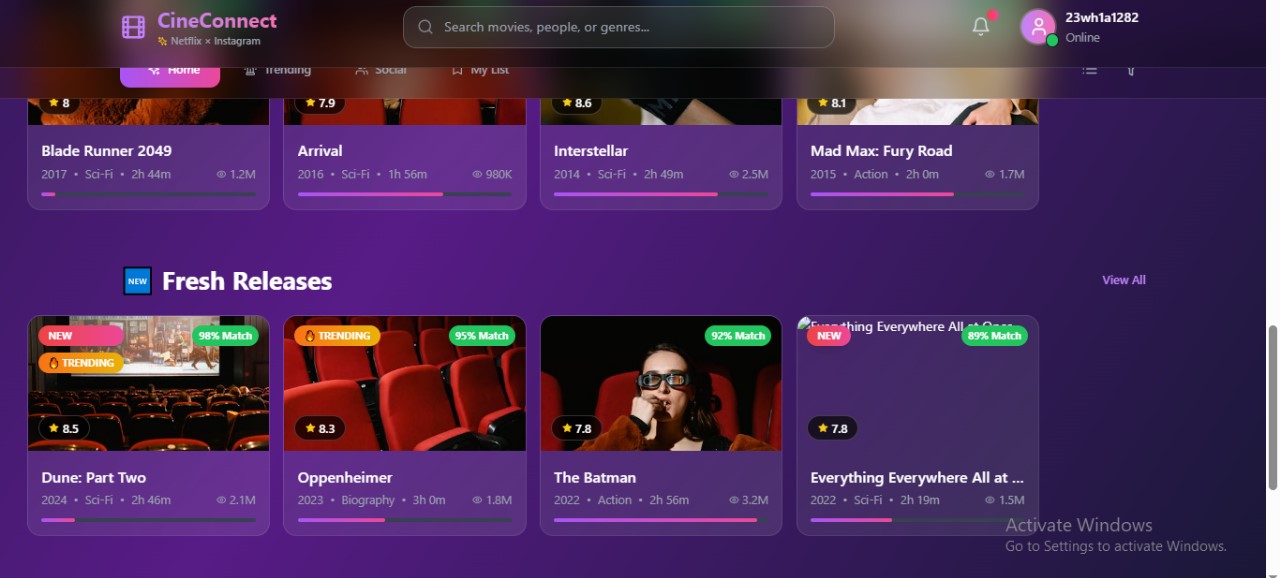 CineConnect
Netflix × Instagram
Search movies, people, or genres...
23wh1a1282
Online
Home
Trending
Social
My List
8
7.9
8.6
8.1
Blade Runner 2049
2017 • Sci-Fi • 2h 44m 1.2M
Arrival
2016 • Sci-Fi • 1h 56m 980K
Interstellar
2014 • Sci-Fi • 2h 49m 2.5M
Mad Max: Fury Road
2015 • Action • 2h 0m 1.7M
NEW Fresh Releases
View All
NEW
98% Match
TRENDING
8.5
Dune: Part Two
2024 • Sci-Fi • 2h 46m 2.1M
TRENDING
95% Match
8.3
Oppenheimer
2023 • Biography • 3h 0m 1.8M
92% Match
7.8
The Batman
2022 • Action • 2h 56m 3.2M
Everything Everywhere All at Once
NEW
89% Match
7.8
Everything Everywhere All at ...
2022 • Sci-Fi • 2h 19m 1.5M
Activate Windows
Go to Settings to activate Windows.